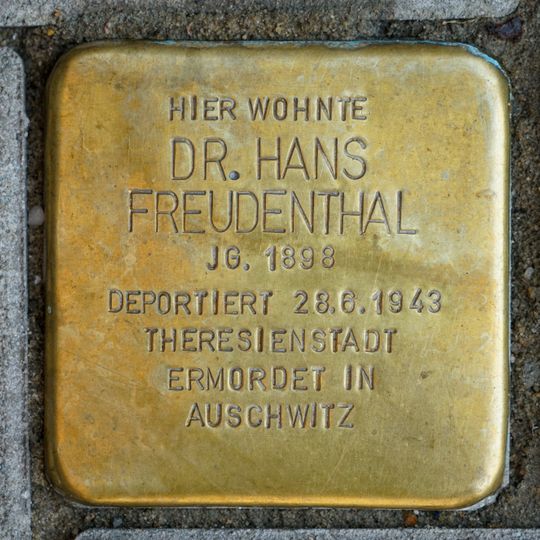 HIER WOHNTE
DR. HANS
FREUDENTHAL
JG. 1898
DEPORTIERT 28.6.1943
THERESIENSTADT
ERMORDET IN
AUSCHWITZ